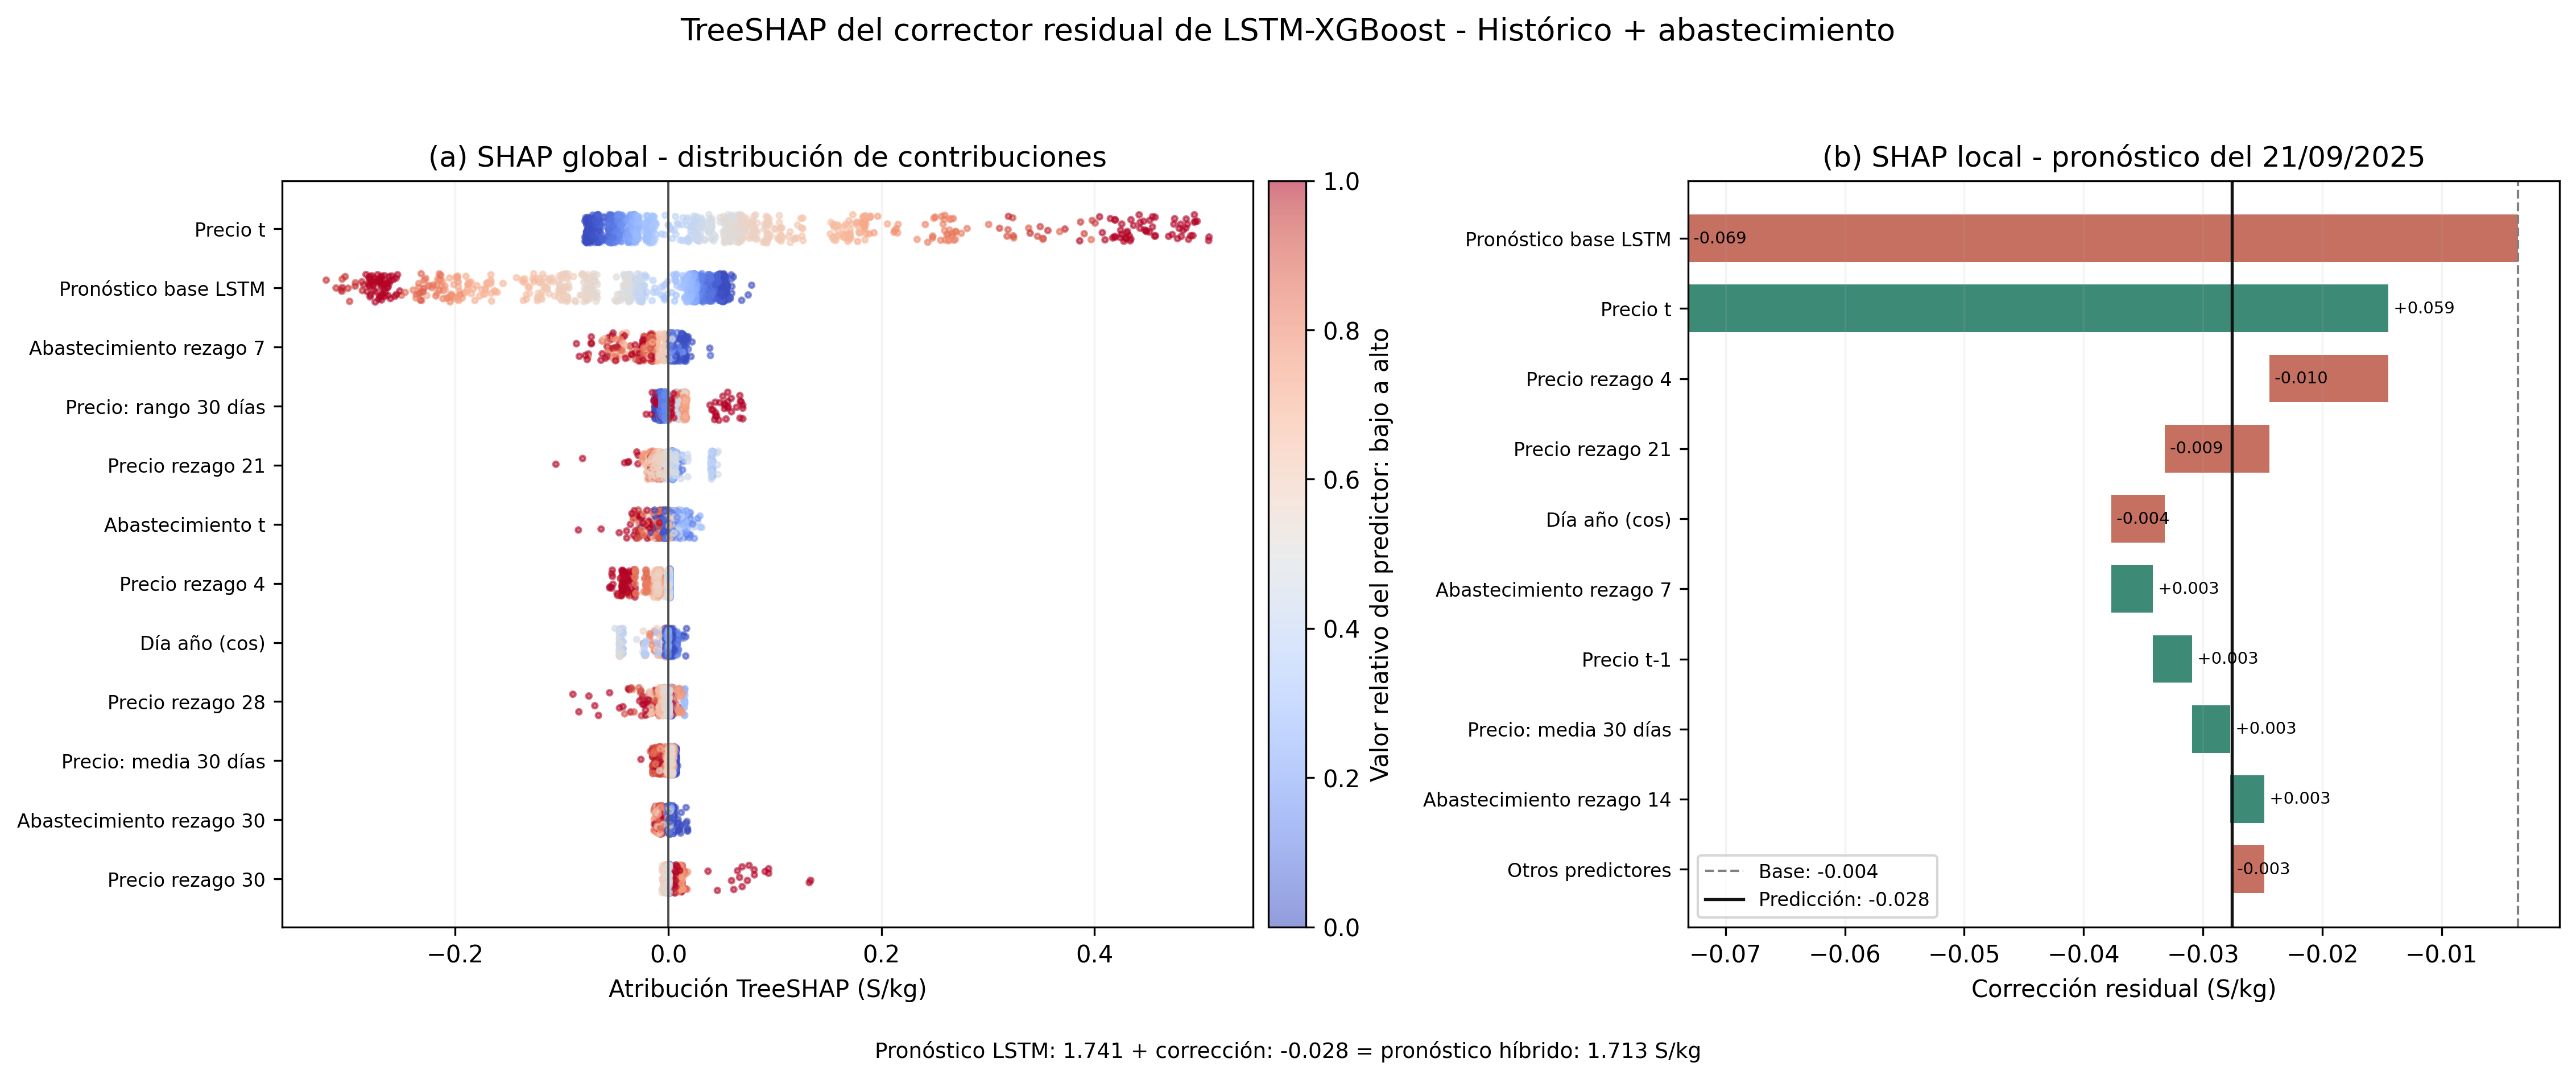 TreeSHAP del corrector residual de LSTM-XGBoost - Histórico + abastecimiento
(a) SHAP global - distribución de contribuciones
Precio t
Pronóstico base LSTM
Abastecimiento rezago 7
Precio: rango 30 días
Precio rezago 21
Abastecimiento t
Precio rezago 4
Día año (cos)
Precio rezago 28
Precio: media 30 días
Abastecimiento rezago 30
Precio rezago 30
−0.2 0.0 0.2 0.4
Atribución TreeSHAP (S/kg)
1.0
0.8
0.6
0.4
0.2
0.0
Valor relativo del predictor: bajo a alto
(b) SHAP local - pronóstico del 21/09/2025
Pronóstico base LSTM -0.069
Precio t +0.059
Precio rezago 4 -0.010
Precio rezago 21 -0.009
Día año (cos) -0.004
Abastecimiento rezago 7 +0.003
Precio t-1 +0.003
Precio: media 30 días +0.003
Abastecimiento rezago 14 +0.003
Otros predictores -0.003
Base: -0.004
Predicción: -0.028
−0.07 −0.06 −0.05 −0.04 −0.03 −0.02 −0.01
Corrección residual (S/kg)
Pronóstico LSTM: 1.741 + corrección: -0.028 = pronóstico híbrido: 1.713 S/kg